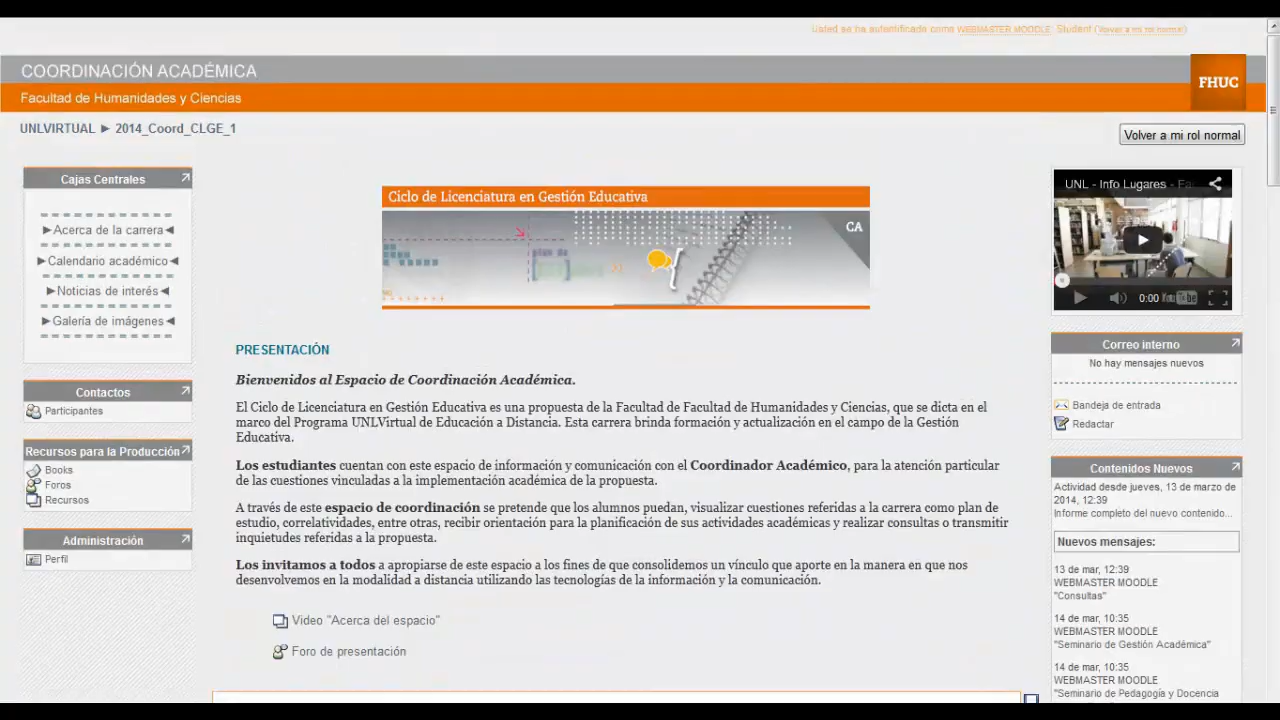 Usted se ha autentificado como WEBMASTER MOODLE Student (Volver a mi rol normal)
COORDINACIÓN ACADÉMICA
FHUC
Facultad de Humanidades y Ciencias
UNLVIRTUAL ► 2014_Coord_CLGE_1
Volver a mi rol normal
Cajas Centrales
►Acerca de la carrera◄
►Calendario académico◄
►Noticias de interés◄
►Galería de imágenes◄
Contactos
Participantes
Recursos para la Producción
Books
Foros
Recursos
Administración
Perfil
Ciclo de Licenciatura en Gestión Educativa
CA
PRESENTACIÓN
Bienvenidos al Espacio de Coordinación Académica.
El Ciclo de Licenciatura en Gestión Educativa es una propuesta de la Facultad de Facultad de Humanidades y Ciencias, que se dicta en el
marco del Programa UNLVirtual de Educación a Distancia. Esta carrera brinda formación y actualización en el campo de la Gestión
Educativa.
Los estudiantes cuentan con este espacio de información y comunicación con el Coordinador Académico, para la atención particular
de las cuestiones vinculadas a la implementación académica de la propuesta.
A través de este espacio de coordinación se pretende que los alumnos puedan, visualizar cuestiones referidas a la carrera como plan de
estudio, correlatividades, entre otras, recibir orientación para la planificación de sus actividades académicas y realizar consultas o transmitir
inquietudes referidas a la propuesta.
Los invitamos a todos a apropiarse de este espacio a los fines de que consolidemos un vínculo que aporte en la manera en que nos
desenvolvemos en la modalidad a distancia utilizando las tecnologías de la información y la comunicación.
Video "Acerca del espacio"
Foro de presentación
UNL - Info Lugares -
0:00
YouTube
Correo interno
No hay mensajes nuevos
Bandeja de entrada
Redactar
Contenidos Nuevos
Actividad desde jueves, 13 de marzo de
2014, 12:39
Informe completo del nuevo contenido...
Nuevos mensajes:
13 de mar, 12:39
WEBMASTER MOODLE
"Consultas"
14 de mar, 10:35
WEBMASTER MOODLE
"Seminario de Gestión Académica"
14 de mar, 10:35
WEBMASTER MOODLE
"Seminario de Pedagogía y Docencia